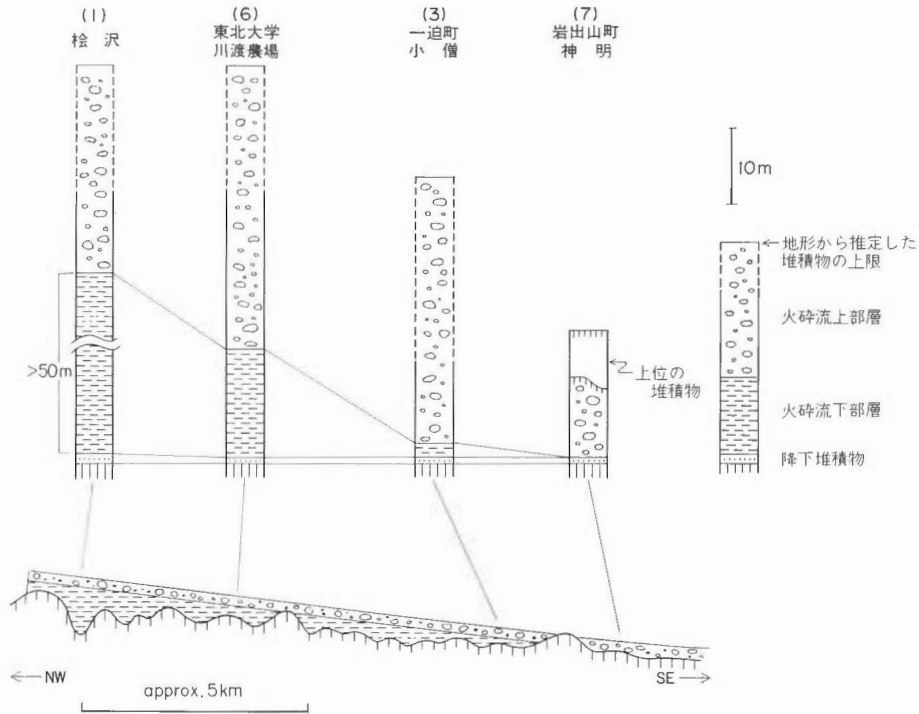 (1)
桧沢
(6)
東北大学
川渡農場
(3)
一迫町
小僧
(7)
岩出山町
神明
10m
地形から推定した
堆積物の上限
火砕流上部層
火砕流下部層
降下堆積物
上位の
堆積物
>50m
NW
SE
approx. 5km